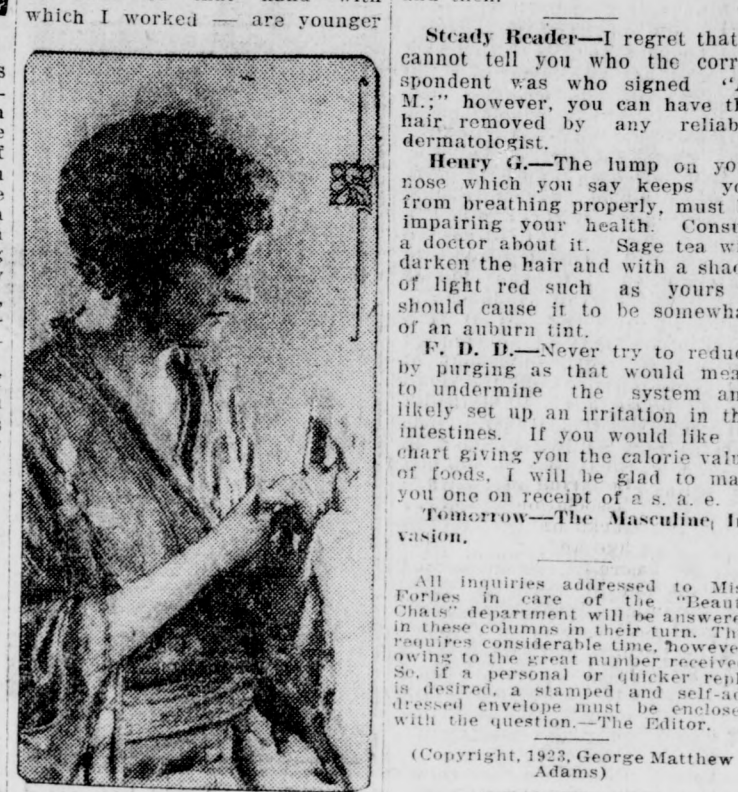 which I worked — are younger
Steady Reader—I regret that
cannot tell you who the corr
spondent was who signed
M.;" however, you can have th
hair removed by any reliab
dermatologist.
Henry G.—The lump on yo
nose which you say keeps yo
from breathing properly, must
impairing your health. Consu
a doctor about it. Sage tea wi
darken the hair and with a shad
of light red such as yours
should cause it to be somewha
of an auburn tint.
F. D. D.—Never try to reduc
by purging as that would mea
to undermine the system an
likely set up an irritation in th
intestines. If you would like
chart giving you the calorie valu
of foods, I will be glad to ma
you one on receipt of a s. a. e.
Tomorrow—The Masculine I
vasion.
All inquiries addressed to Mis
Forbes in care of the "Beaut
Chats" department will be answere
in these columns in their turn. Thi
requires considerable time, howeve
owing to the great number receive
So, if a personal or quicker repl
is desired, a stamped and self-ad
dressed envelope must be enclose
with the question.—The Editor.
(Copyright, 1923, George Matthew
Adams)